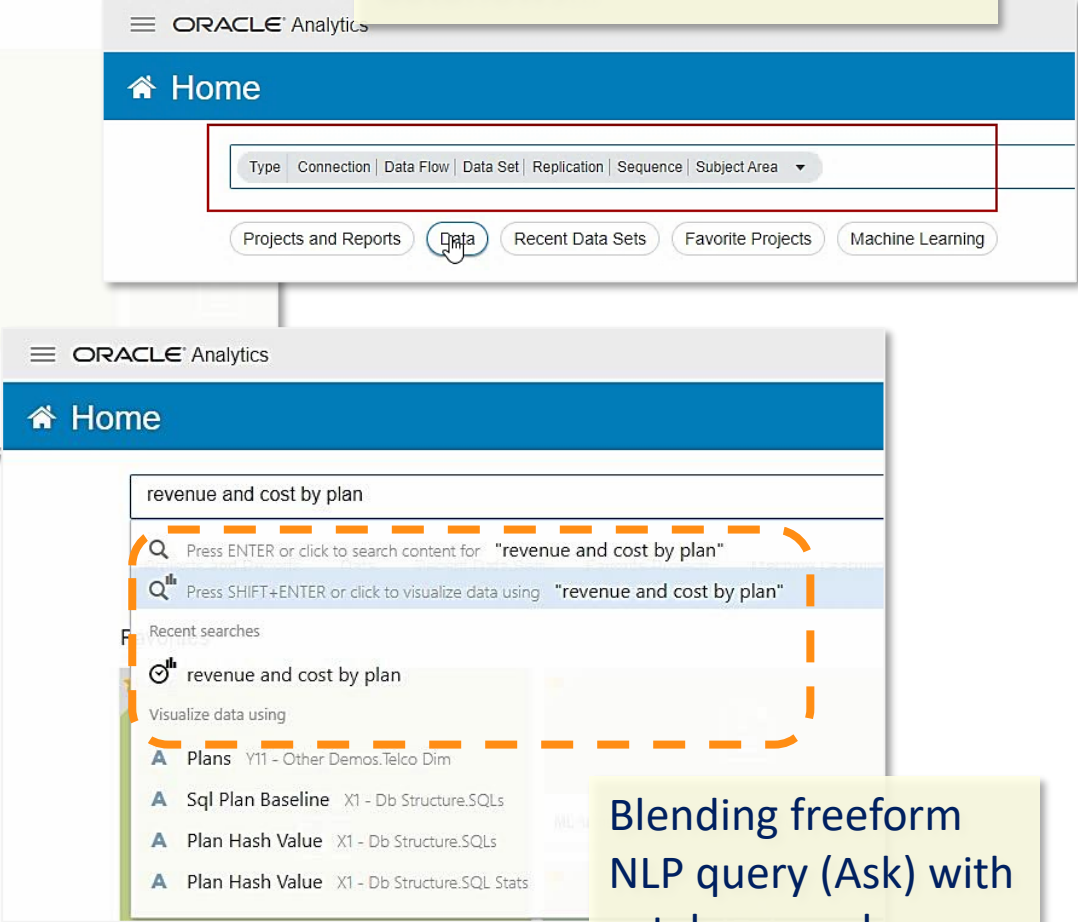 ORACLE Analytics
Home
Type Connection | Data Flow | Data Set | Replication | Sequence | Subject Area
Projects and Reports Data Recent Data Sets Favorite Projects Machine Learning
ORACLE Analytics
Home
revenue and cost by plan
Press ENTER or click to search content for "revenue and cost by plan"
Press SHIFT+ENTER or click to visualize data using "revenue and cost by plan"
Recent searches
revenue and cost by plan
Visualize data using
A Plans Y11 - Other Demos.Telco Dim
A Sql Plan Baseline X1 - Db Structure.SQLs
A Plan Hash Value X1 - Db Structure.SQLs
A Plan Hash Value X1 - Db Structure.SQL Stats
Blending freeform
NLP query (Ask) with